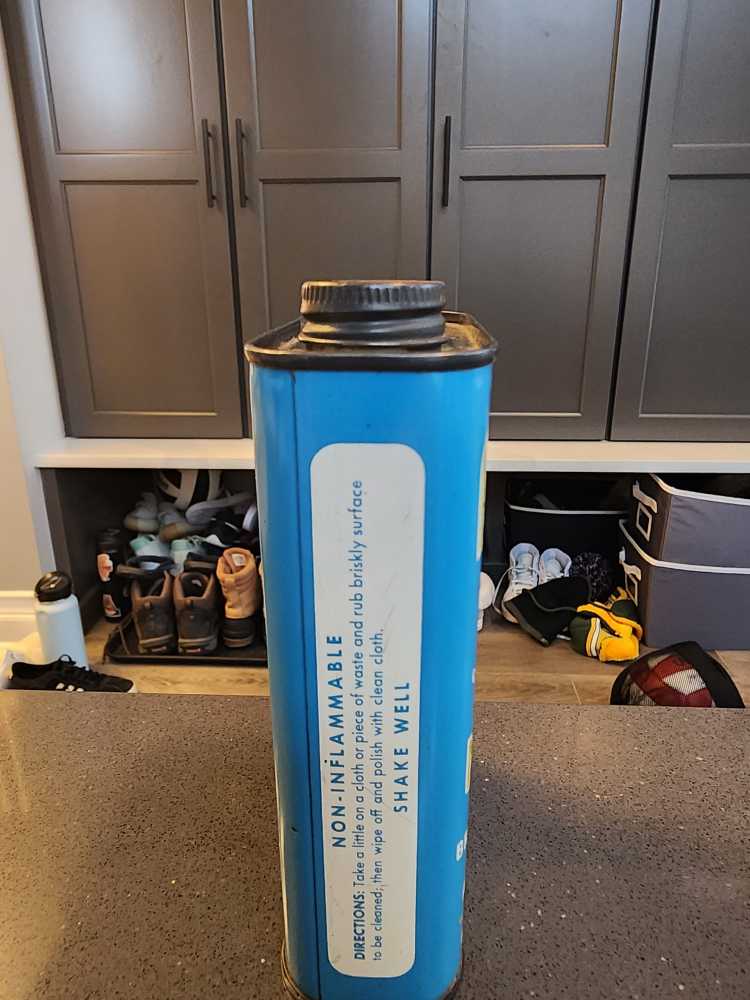 NON-INFLAMMABLE
DIRECTIONS: Take a little on a cloth or piece of waste and rub briskly surface
to be cleaned; then wipe off and polish with clean cloth.
SHAKE WELL